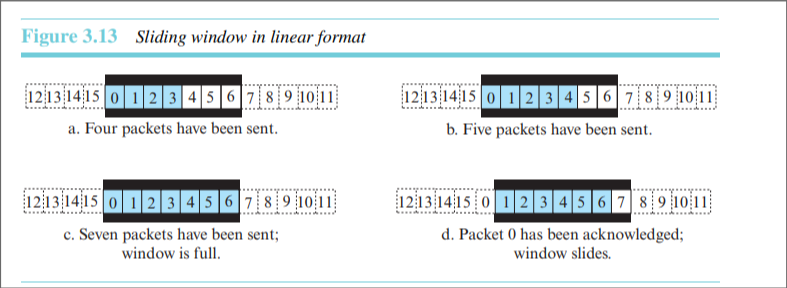 Figure 3.13 Sliding window in linear format
12 13 14 15 0 1 2 3 4 5 6 7 8 9 10 11
a. Four packets have been sent.
12 13 14 15 0 1 2 3 4 5 6 7 8 9 10 11
b. Five packets have been sent.
12 13 14 15 0 1 2 3 4 5 6 7 8 9 10 11
c. Seven packets have been sent;
window is full.
12 13 14 15 0 1 2 3 4 5 6 7 8 9 10 11
d. Packet 0 has been acknowledged;
window slides.